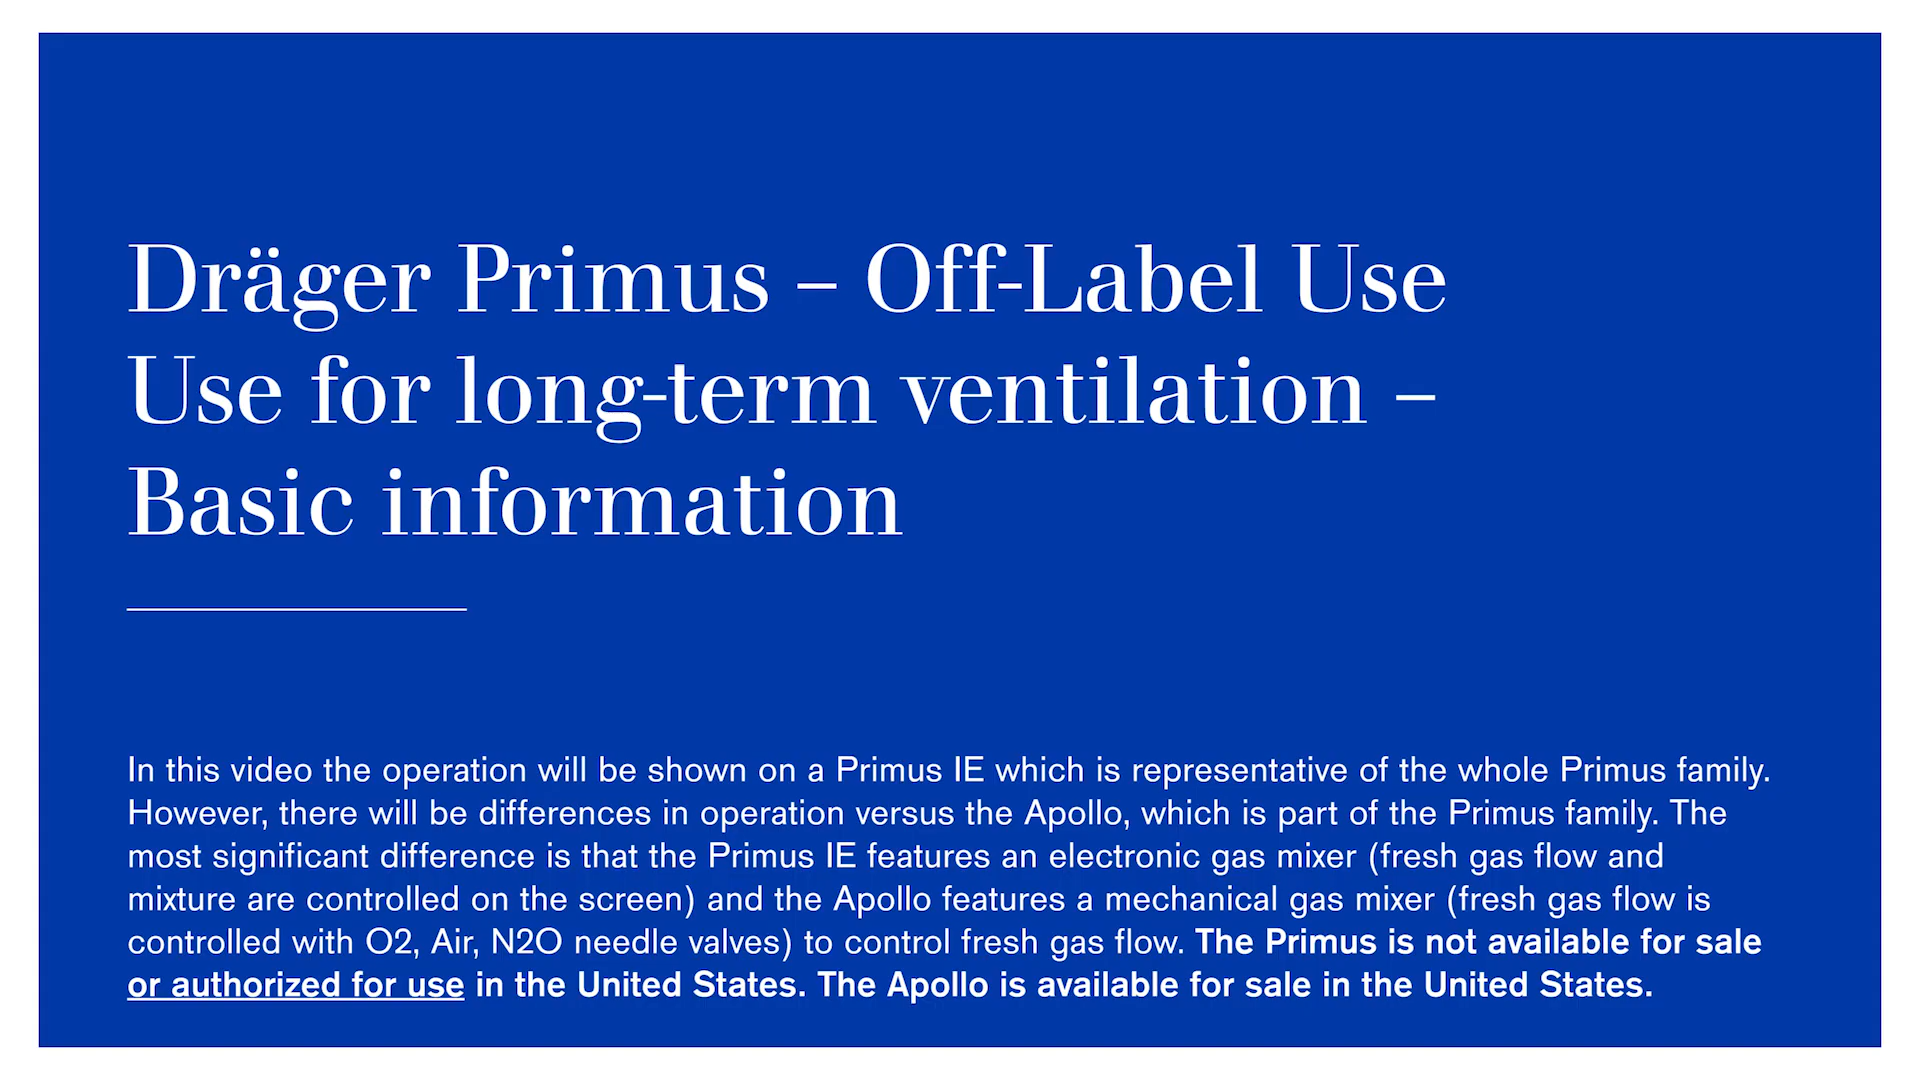 Dräger Primus – Off-Label Use
Use for long-term ventilation –
Basic information
In this video the operation will be shown on a Primus IE which is representative of the whole Primus family.
However, there will be differences in operation versus the Apollo, which is part of the Primus family. The
most significant difference is that the Primus IE features an electronic gas mixer (fresh gas flow and
mixture are controlled on the screen) and the Apollo features a mechanical gas mixer (fresh gas flow is
controlled with O2, Air, N2O needle valves) to control fresh gas flow. The Primus is not available for sale
or authorized for use in the United States. The Apollo is available for sale in the United States.